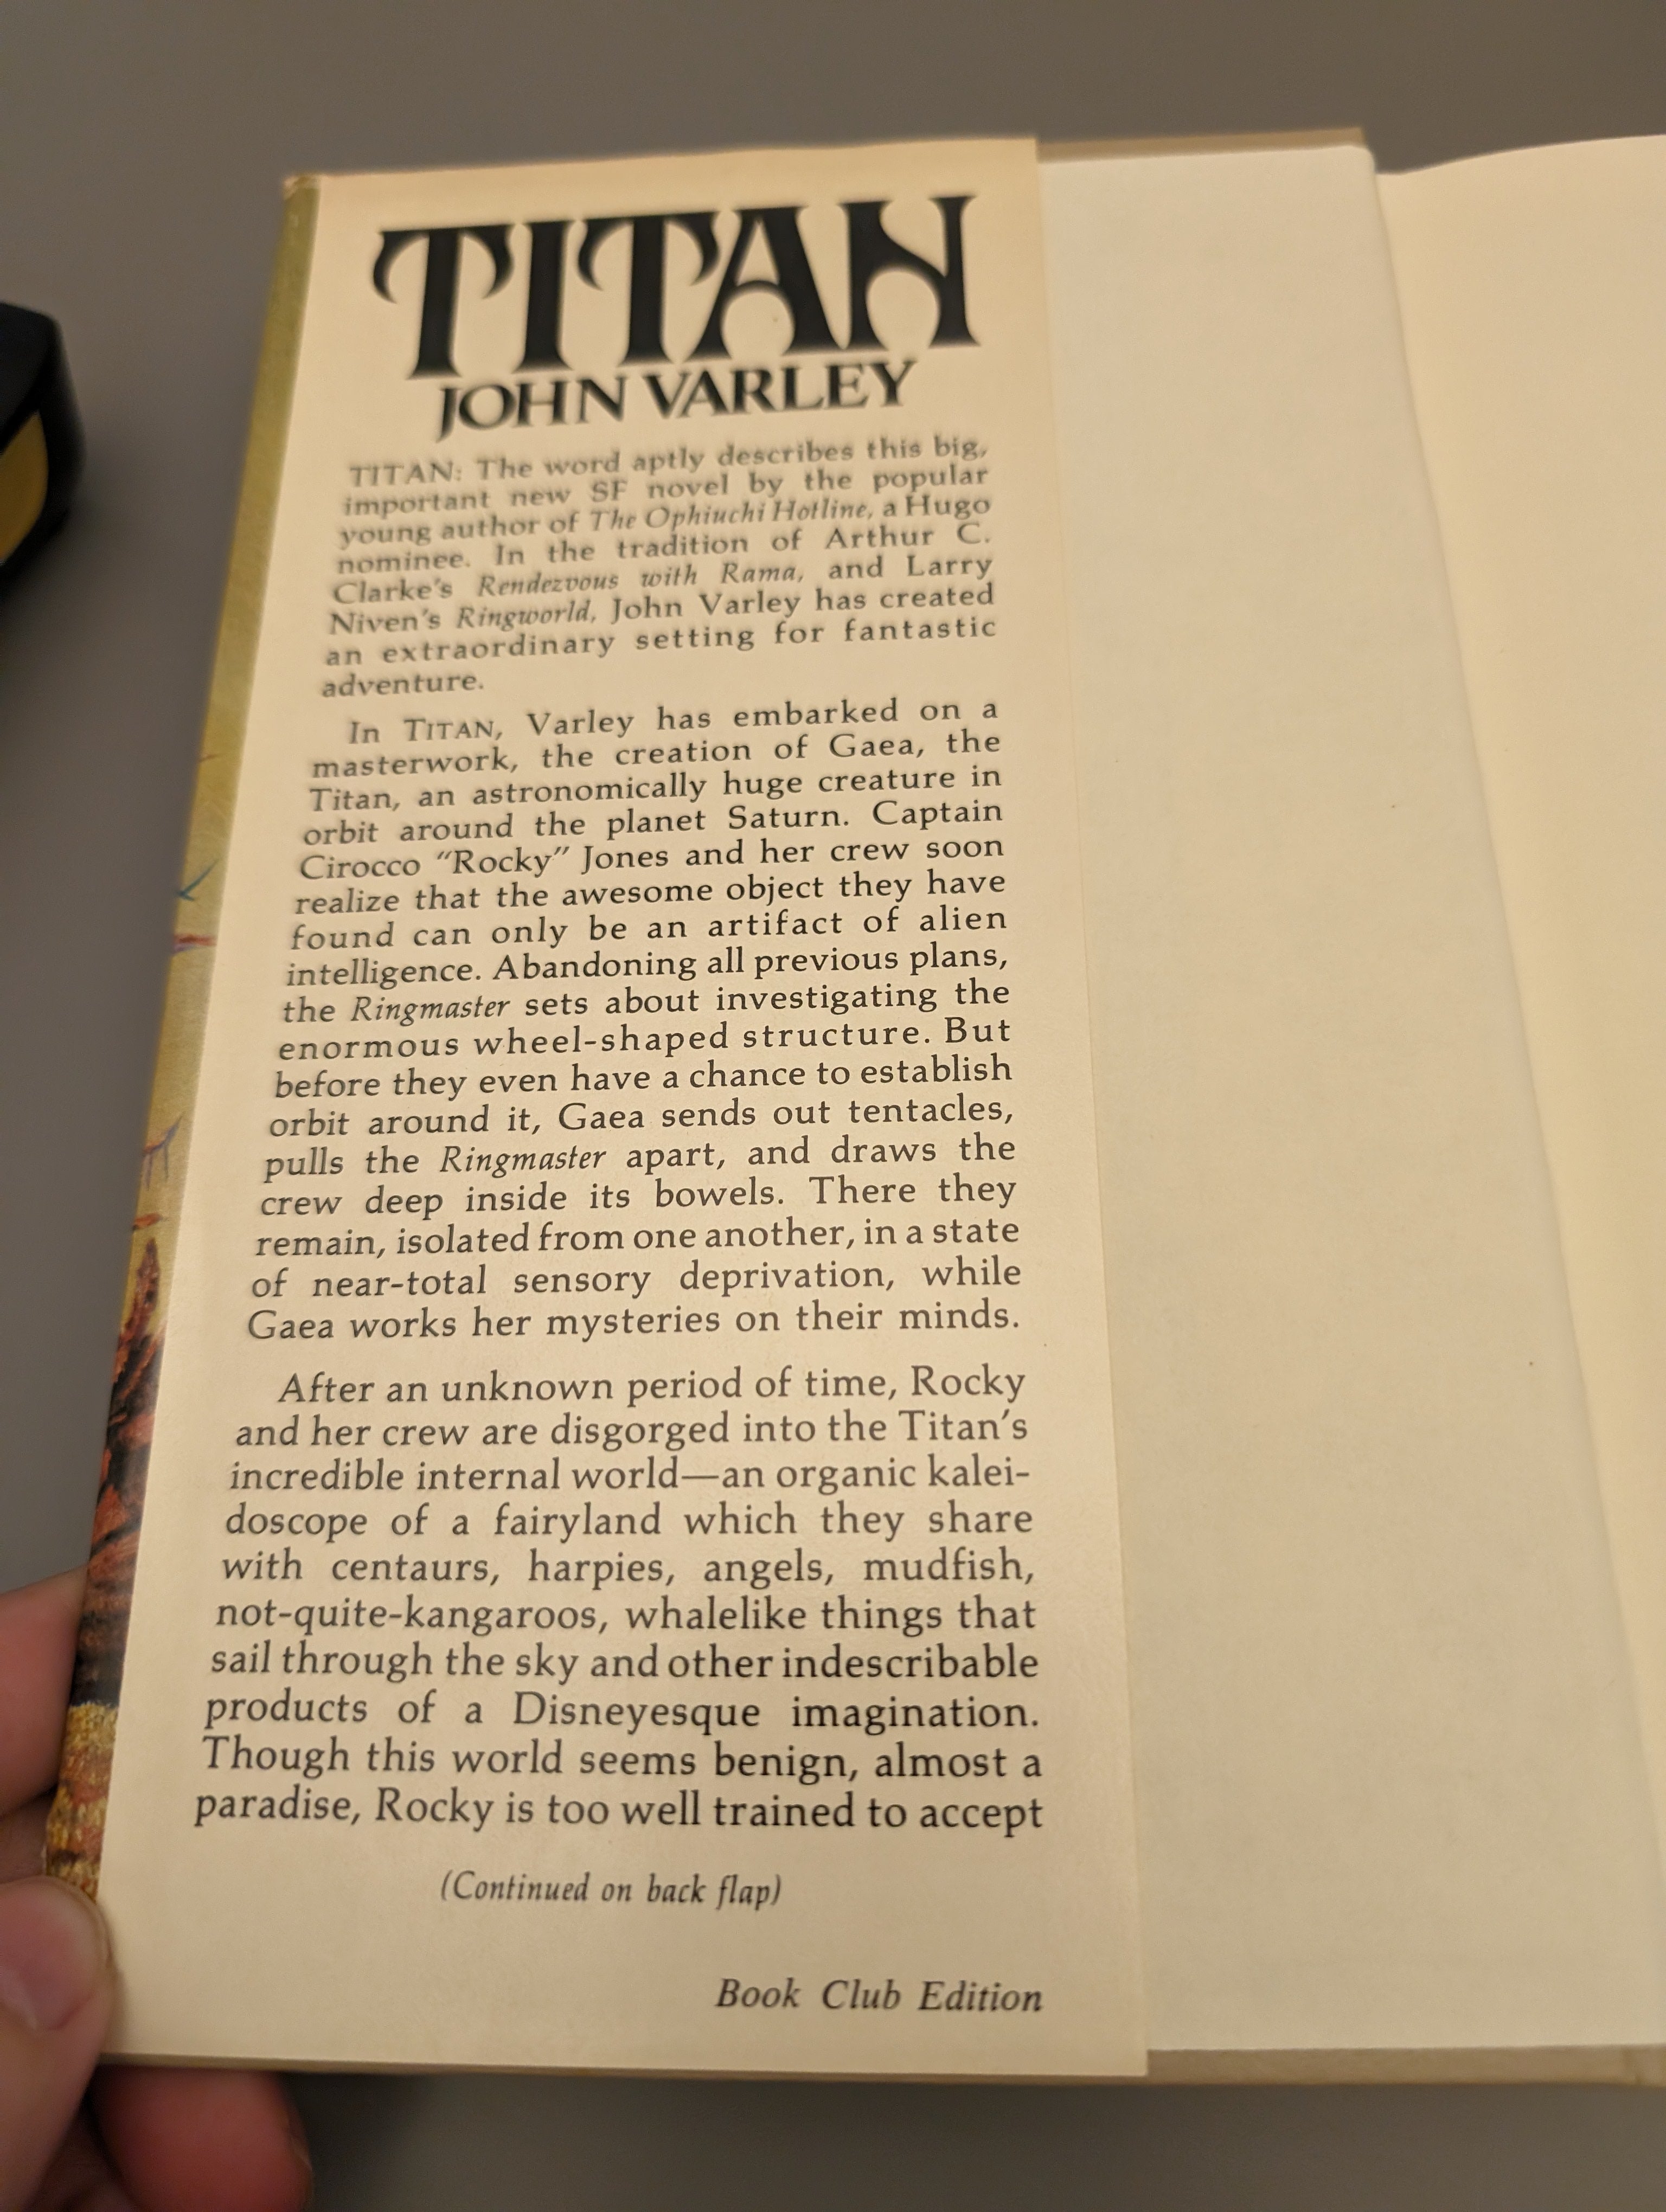 TITAN
JOHN VARLEY
TITAN: The word aptly describes this big,
important new SF novel by the popular
young author of The Ophiuchi Hotline, a Hugo
nominee. In the tradition of Arthur C.
Clarke's Rendezvous with Rama, and Larry
Niven's Ringworld, John Varley has created
an extraordinary setting for fantastic
adventure.
In TITAN, Varley has embarked on a
masterwork, the creation of Gaea, the
Titan, an astronomically huge creature in
orbit around the planet Saturn. Captain
Cirocco “Rocky” Jones and her crew soon
realize that the awesome object they have
found can only be an artifact of alien
intelligence. Abandoning all previous plans,
the Ringmaster sets about investigating the
enormous wheel-shaped structure. But
before they even have a chance to establish
orbit around it, Gaea sends out tentacles,
pulls the Ringmaster apart, and draws the
crew deep inside its bowels. There they
remain, isolated from one another, in a state
of near-total sensory deprivation, while
Gaea works her mysteries on their minds.
After an unknown period of time, Rocky
and her crew are disgorged into the Titan's
incredible internal world—an organic kalei-
doscope of a fairyland which they share
with centaurs, harpies, angels, mudfish,
not-quite-kangaroos, whalelike things that
sail through the sky and other indescribable
products of a Disneyesque imagination.
Though this world seems benign, almost a
paradise, Rocky is too well trained to accept
(Continued on back flap)
Book Club Edition